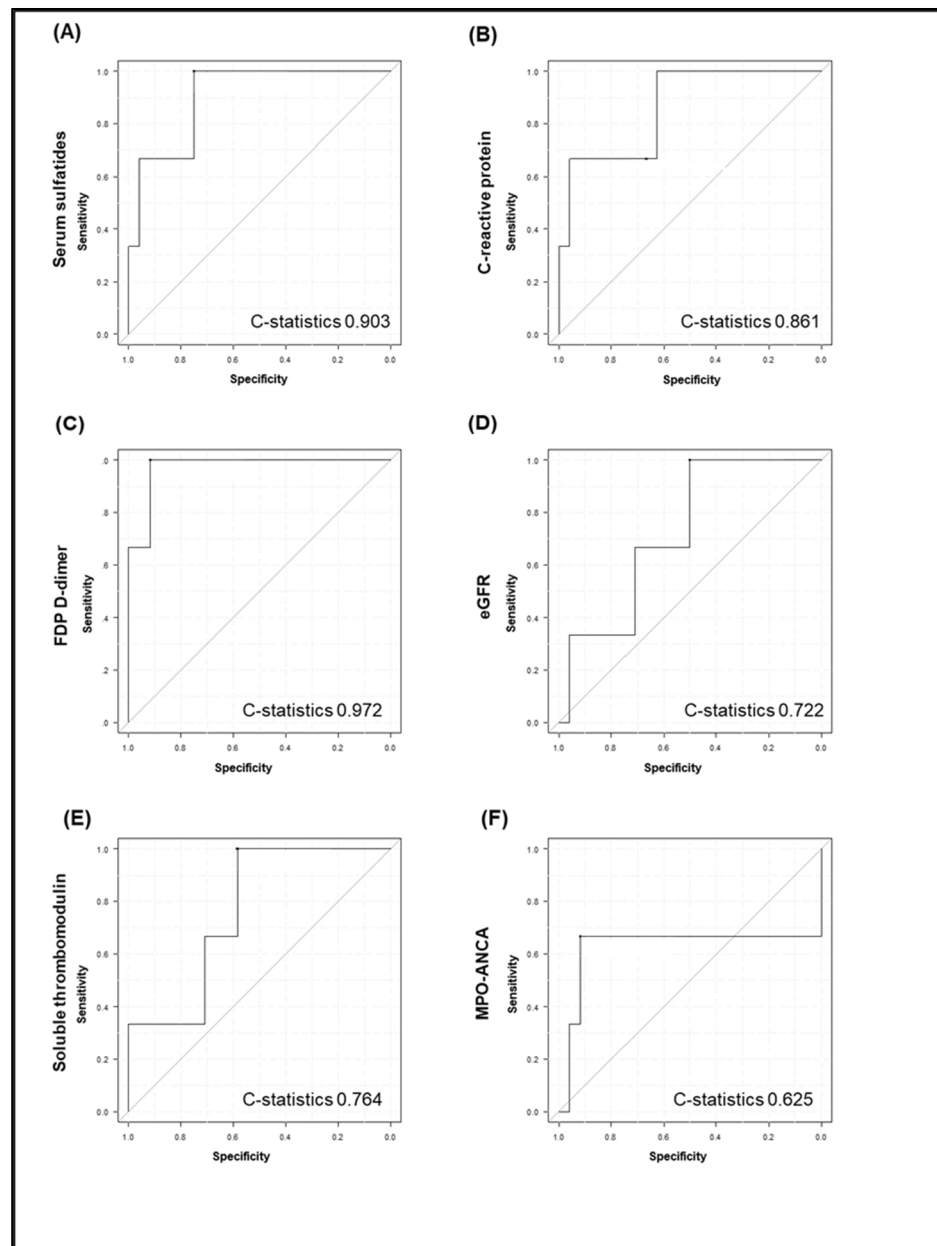 (A)
Serum sulfatides
Sensitivity
1.0
0.8
0.6
0.4
0.2
0.0
C-statistics 0.903
1.0 0.8 0.6 0.4 0.2 0.0
Specificity
(B)
C-reactive protein
Sensitivity
1.0
0.8
0.6
0.4
0.2
0.0
C-statistics 0.861
1.0 0.8 0.6 0.4 0.2 0.0
Specificity
(C)
FDP D-dimer
Sensitivity
.0
.8
.6
.4
.2
.0
C-statistics 0.972
1.0 0.8 0.6 0.4 0.2 0.0
Specificity
(D)
eGFR
Sensitivity
1.0
0.8
0.6
0.4
0.2
0.0
C-statistics 0.722
1.0 0.8 0.6 0.4 0.2 0.0
Specificity
(E)
Soluble thrombomodulin
Sensitivity
1.0
0.8
0.6
0.4
0.2
0.0
C-statistics 0.764
1.0 0.8 0.6 0.4 0.2 0.0
Specificity
(F)
MPO-ANCA
Sensitivity
1.0
0.8
0.6
0.4
0.2
0.0
C-statistics 0.625
1.0 0.8 0.6 0.4 0.2 0.0
Specificity